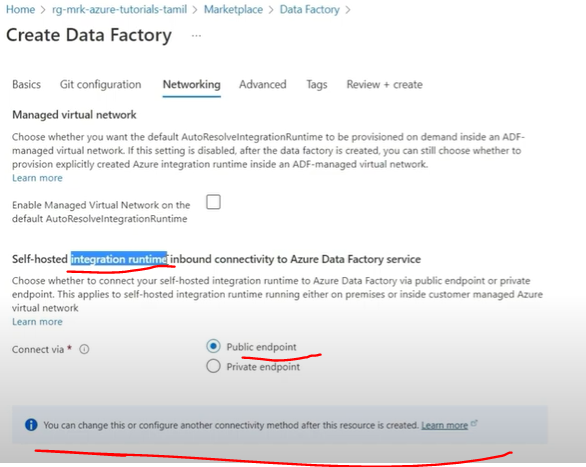 Home > rg-mrk-azure-tutorials-tamil > Marketplace > Data Factory >
Create Data Factory ...
Basics Git configuration Networking Advanced Tags Review + create
Managed virtual network
Choose whether you want the default AutoResolveIntegrationRuntime to be provisioned on demand inside an ADF-
managed virtual network. If this setting is disabled, after the data factory is created, you can still choose whether to
provision explicitly created Azure integration runtime inside an ADF-managed virtual network.
Learn more
Enable Managed Virtual Network on the
default AutoResolveIntegrationRuntime
Self-hosted integration runtime inbound connectivity to Azure Data Factory service
Choose whether to connect your self-hosted integration runtime to Azure Data Factory via public endpoint or private
endpoint. This applies to self-hosted integration runtime running either on premises or inside customer managed Azure
virtual network
Learn more
Connect via *
Public endpoint
Private endpoint
You can change this or configure another connectivity method after this resource is created. Learn more